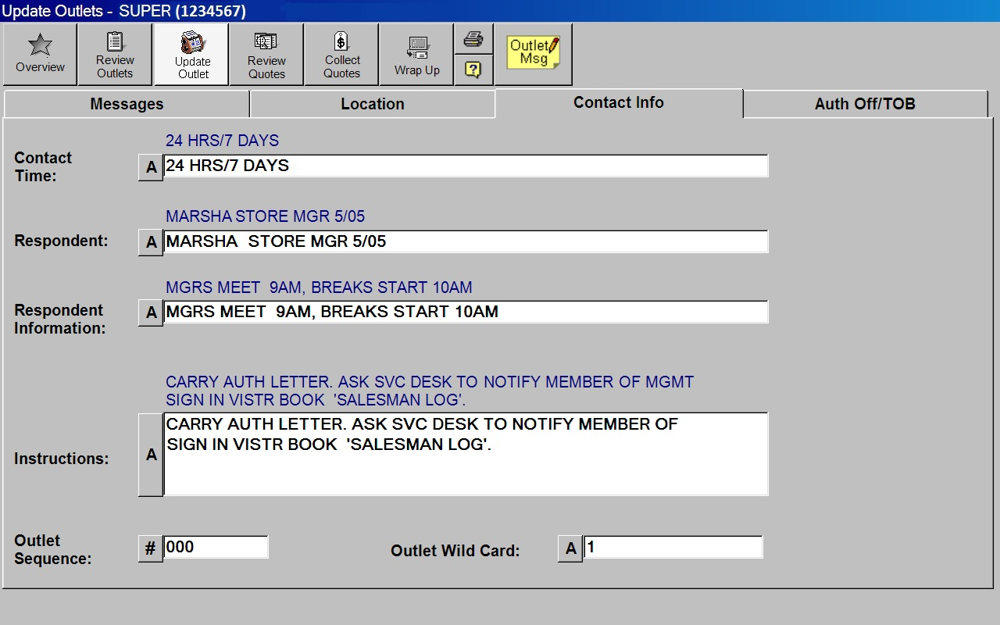 Update Outlets - SUPER (1234567)
Overview
Review Outlets
Update Outlet
Review Quotes
Collect Quotes
Wrap Up
?
Outlet Msg
Messages
Location
Contact Info
Auth Off/TOB
24 HRS/7 DAYS
Contact Time:
A
24 HRS/7 DAYS
MARSHA STORE MGR 5/05
Respondent:
A
MARSHA  STORE MGR 5/05
MGRS MEET  9AM, BREAKS START 10AM
Respondent Information:
A
MGRS MEET  9AM, BREAKS START 10AM
CARRY AUTH LETTER. ASK SVC DESK TO NOTIFY MEMBER OF MGMT
SIGN IN VISTR BOOK  'SALESMAN LOG'.
Instructions:
A
CARRY AUTH LETTER. ASK SVC DESK TO NOTIFY MEMBER OF
SIGN IN VISTR BOOK  'SALESMAN LOG'.
Outlet Sequence:
#
000
Outlet Wild Card:
A
1